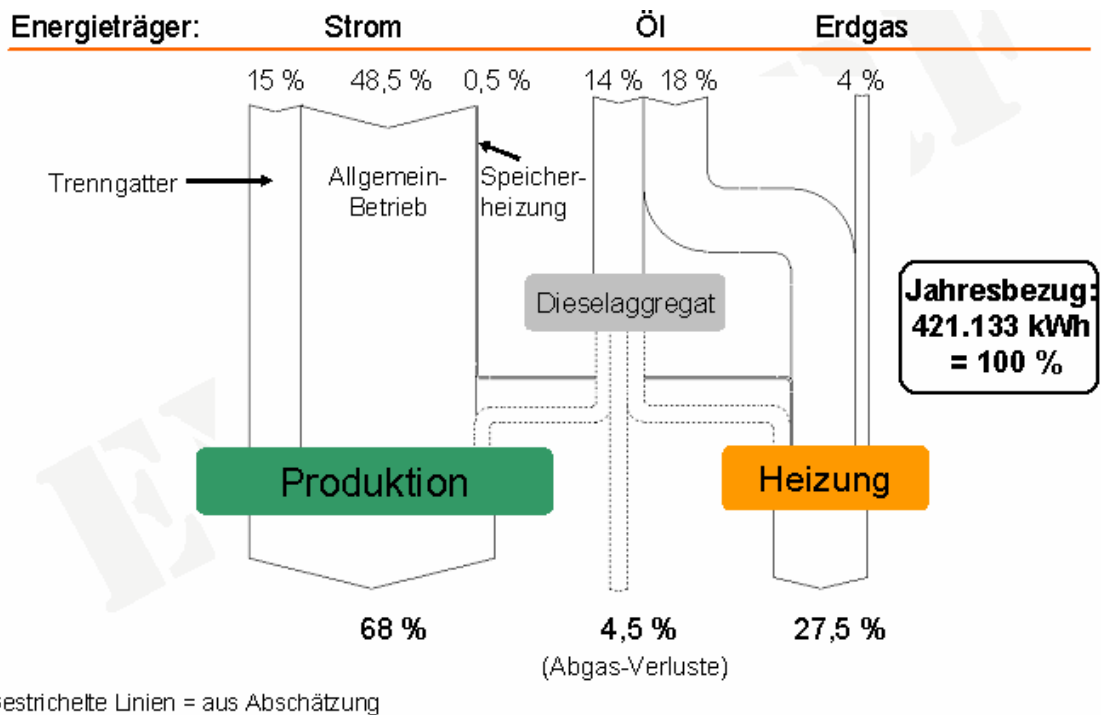 Energieträger: Strom Öl Erdgas
15 % 48,5 % 0,5 % 14 % 18 % 4 %
Trenngatter
Allgemein-
Betrieb
Speicher-
heizung
Dieselaggregat
Jahresbezug:
421.133 kWh
= 100 %
Produktion
Heizung
68 % 4,5 % 27,5 %
(Abgas-Verluste)
estrichelte Linien = aus Abschätzung